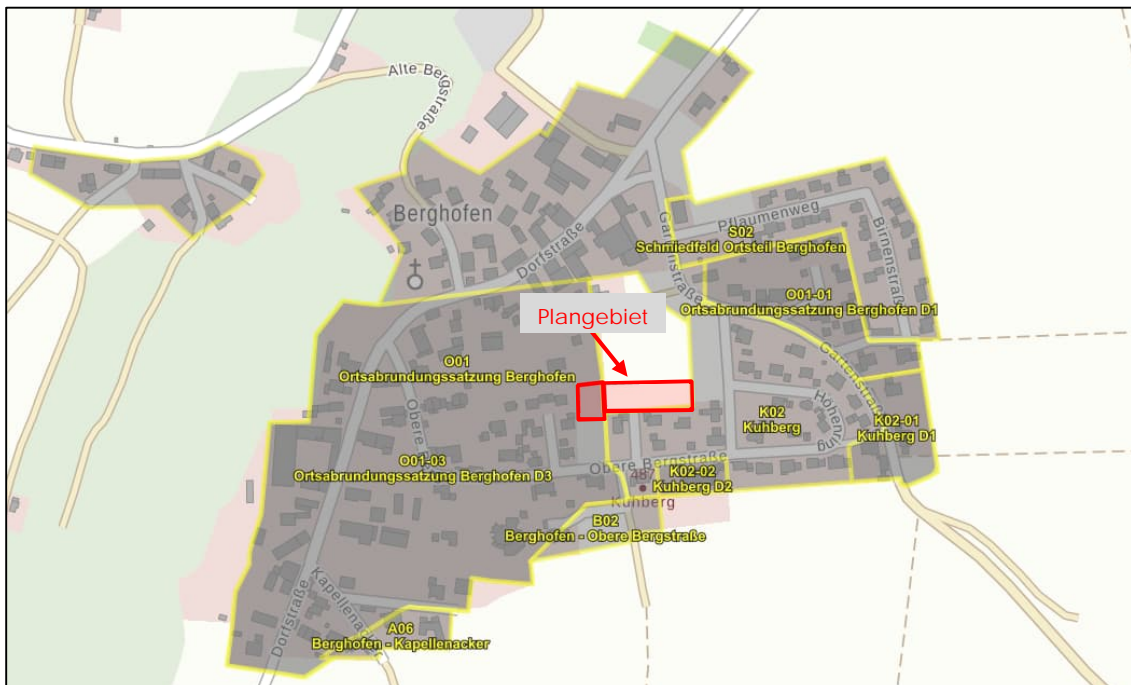 Alte Bergstraße
Berghofen
Dorfstraße
Gartenstraße
Pflaumenweg
Birnenstraße
S02
Schmiedfeld Ortsteil Berghofen
O01-01
Ortsabrundungssatzung Berghofen D1
Plangebiet
O01
Ortsabrundungssatzung Berghofen
Obere
Gartenstraße
Höhenring
K02
Kuhberg
K02-01
Kuhberg D1
O01-03
Ortsabrundungssatzung Berghofen D3
Obere Bergstraße
487
Kuhberg
K02-02
Kuhberg D2
B02
Berghofen - Obere Bergstraße
Dorfstraße
Kapellenacker
A06
Berghofen - Kapellenacker